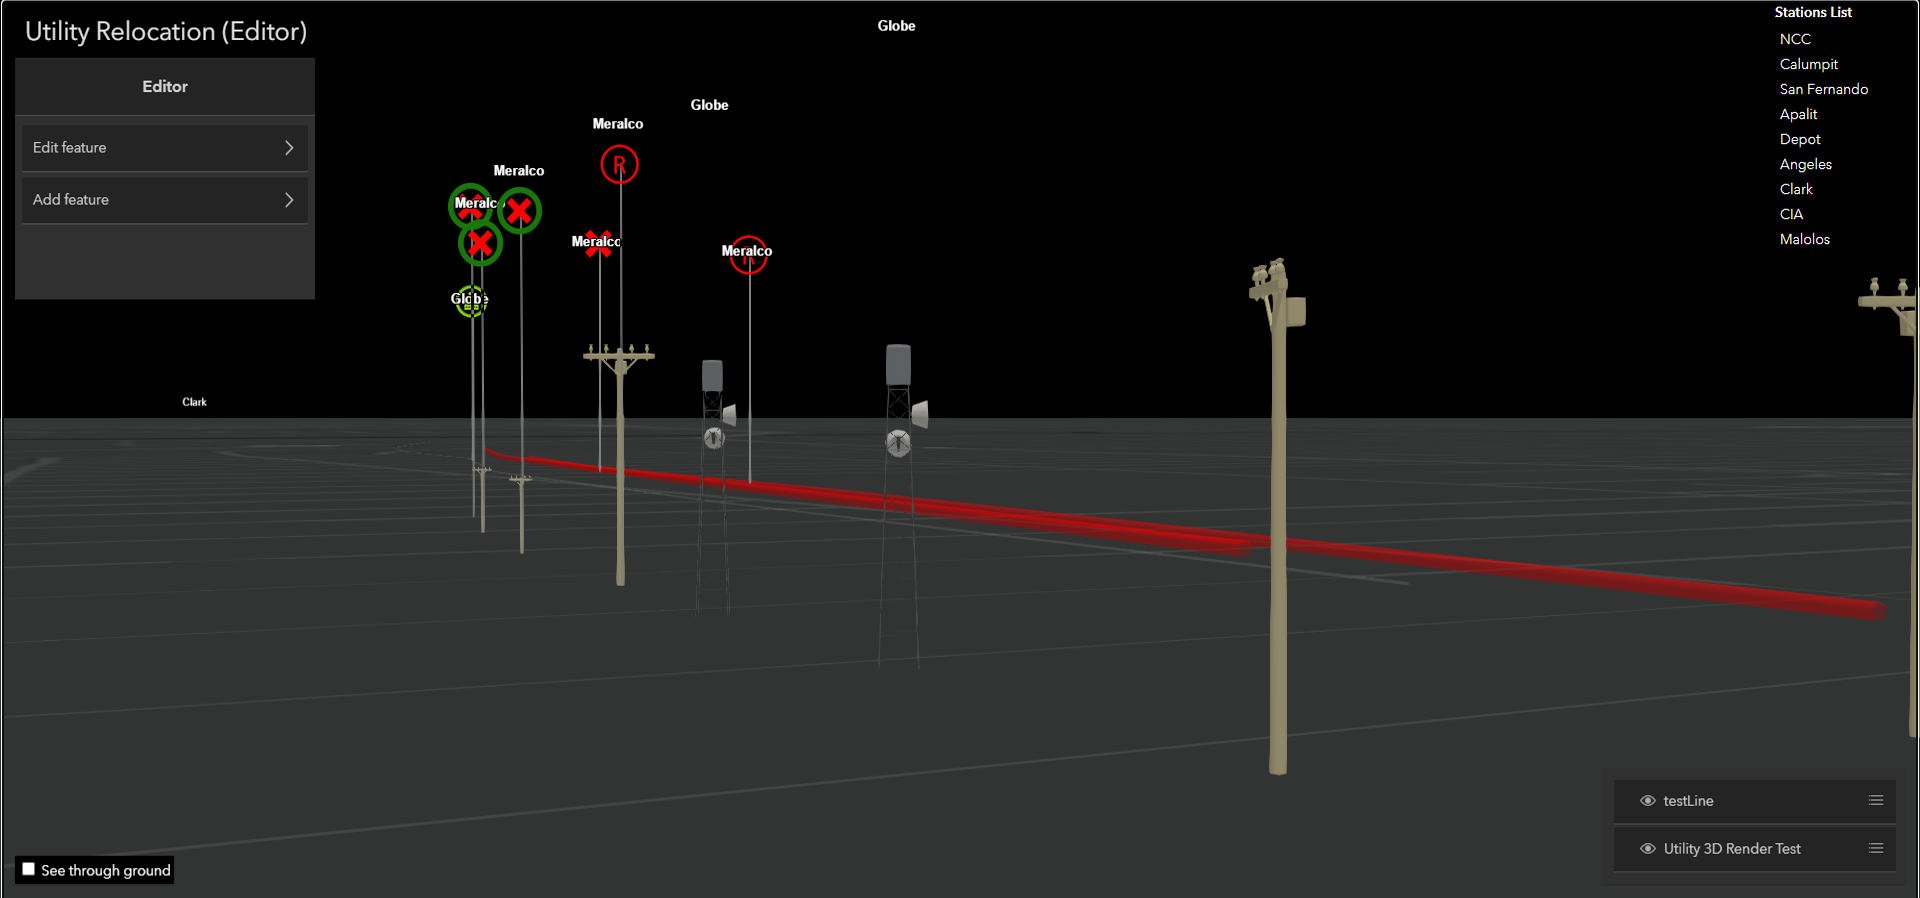 Utility Relocation (Editor)
Editor
Edit feature
Add feature
Globe
Globe
Meralco
R
Meralco
Meralco
Meralco
Meralco
R
Globe
Clark
Stations List
NCC
Calumpit
San Fernando
Apalit
Depot
Angeles
Clark
CIA
Malolos
testLine
Utility 3D Render Test
See through ground